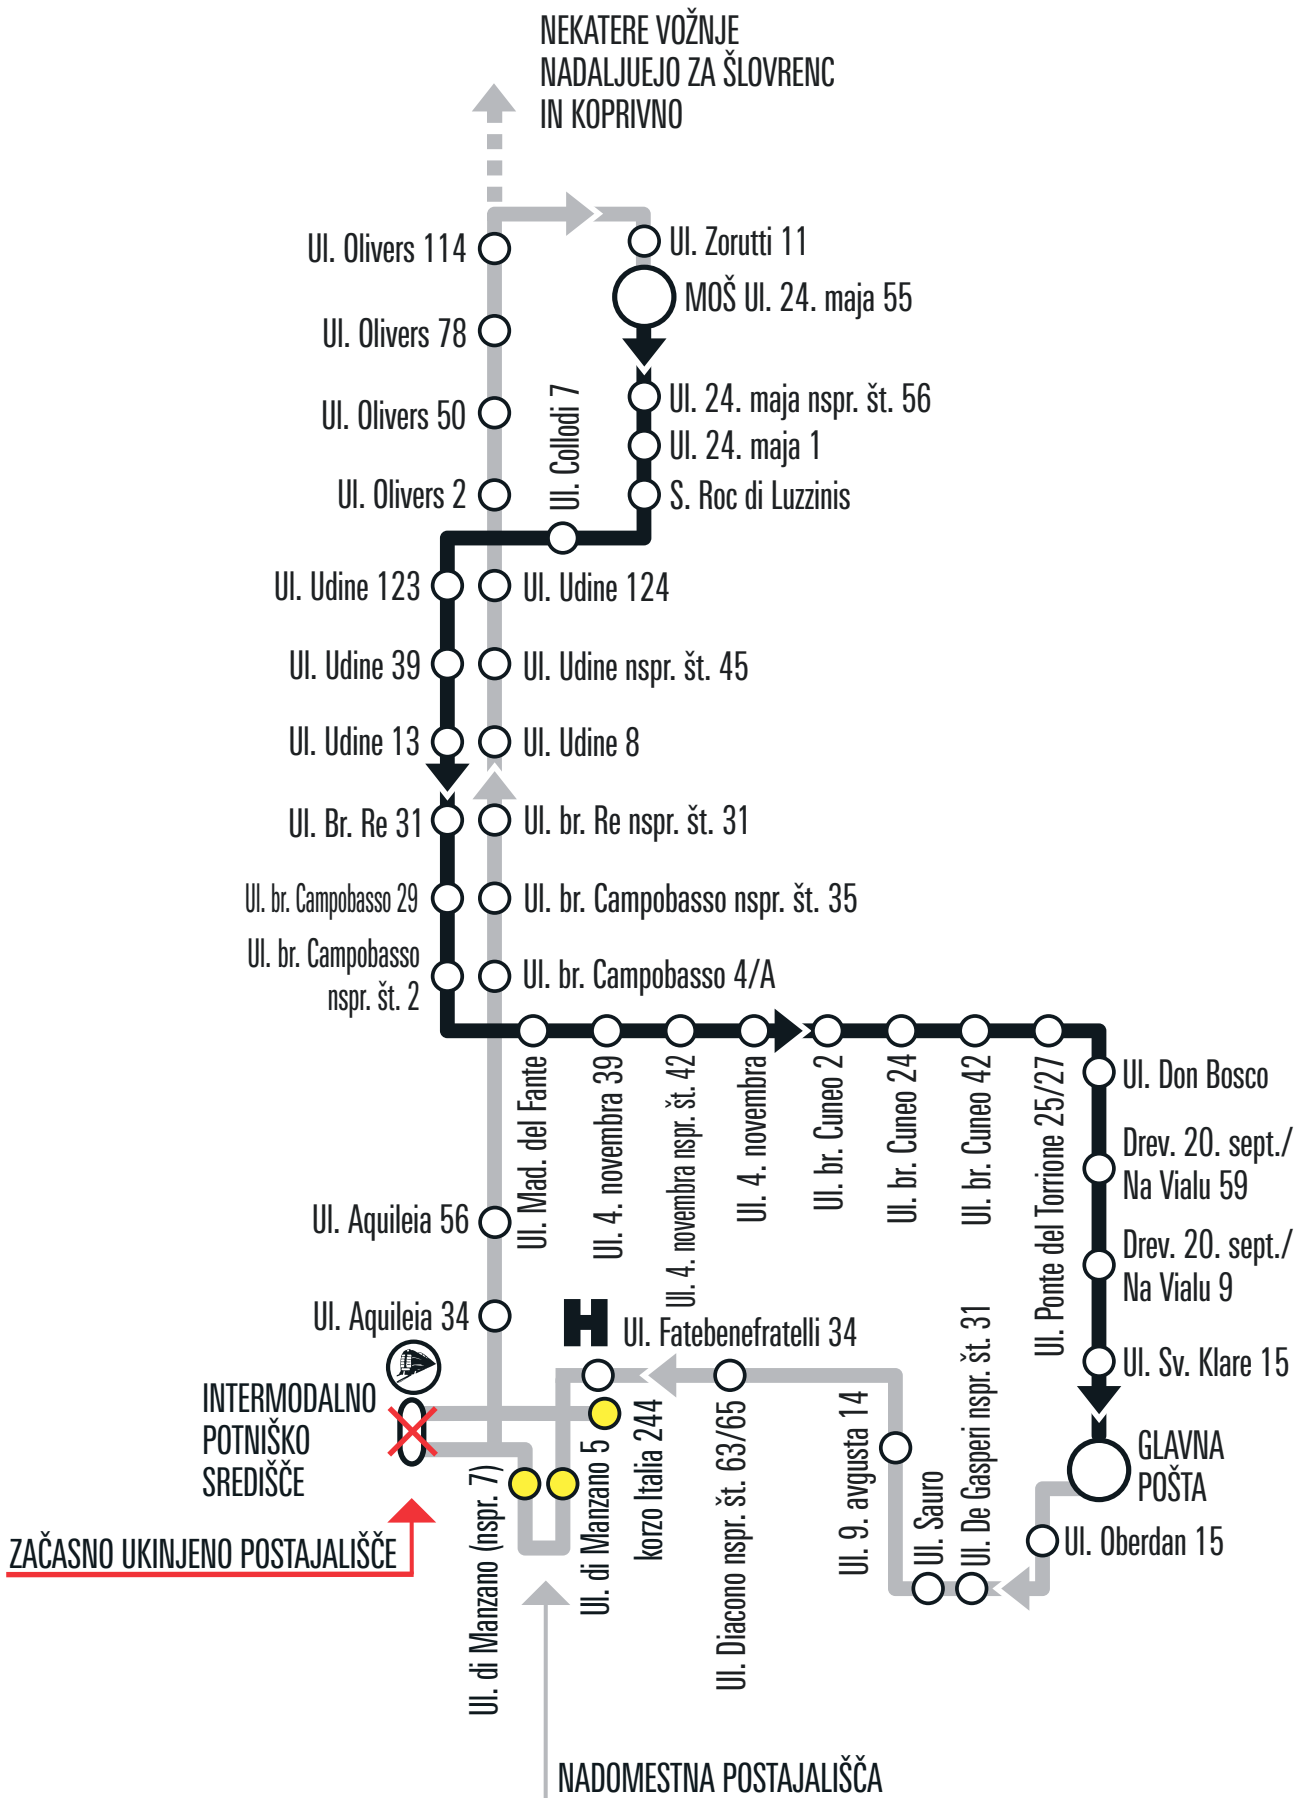 NEKATERE VOŽNJE
NADALJUEJO ZA ŠLOVRENC
IN KOPRIVNO
Ul. Olivers 114
Ul. Zorutti 11
MOŠ Ul. 24. maja 55
Ul. Olivers 78
Ul. 24. maja nspr. št. 56
Ul. Olivers 50
Ul. Collodi 7
Ul. 24. maja 1
Ul. Olivers 2
S. Roc di Luzzinis
Ul. Udine 123
Ul. Udine 124
Ul. Udine 39
Ul. Udine nspr. št. 45
Ul. Udine 13
Ul. Udine 8
Ul. Br. Re 31
Ul. br. Re nspr. št. 31
Ul. br. Campobasso 29
Ul. br. Campobasso nspr. št. 35
Ul. br. Campobasso
nspr. št. 2
Ul. br. Campobasso 4/A
Ul. Mad. del Fante
Ul. 4. novembra 39
Ul. 4. novembra nspr. št. 42
Ul. 4. novembra
Ul. br. Cuneo 2
Ul. br. Cuneo 24
Ul. br. Cuneo 42
Ul. Ponte del Torrione 25/27
Ul. Don Bosco
Drev. 20. sept./
Na Vialu 59
Drev. 20. sept./
Na Vialu 9
Ul. Sv. Klare 15
GLAVNA
POŠTA
Ul. Oberdan 15
Ul. De Gasperi nspr. št. 31
Ul. Sauro
Ul. 9. avgusta 14
Ul. Diacono nspr. št. 63/65
Ul. Fatebenefratelli 34
H
korzo Italia 244
Ul. di Manzano 5
Ul. di Manzano (nspr. 7)
Ul. Aquileia 56
Ul. Aquileia 34
INTERMODALNO
POTNIŠKO
SREDIŠČE
ZAČASNO UKINJENO POSTAJALIŠČE
NADOMESTNA POSTAJALIŠČA